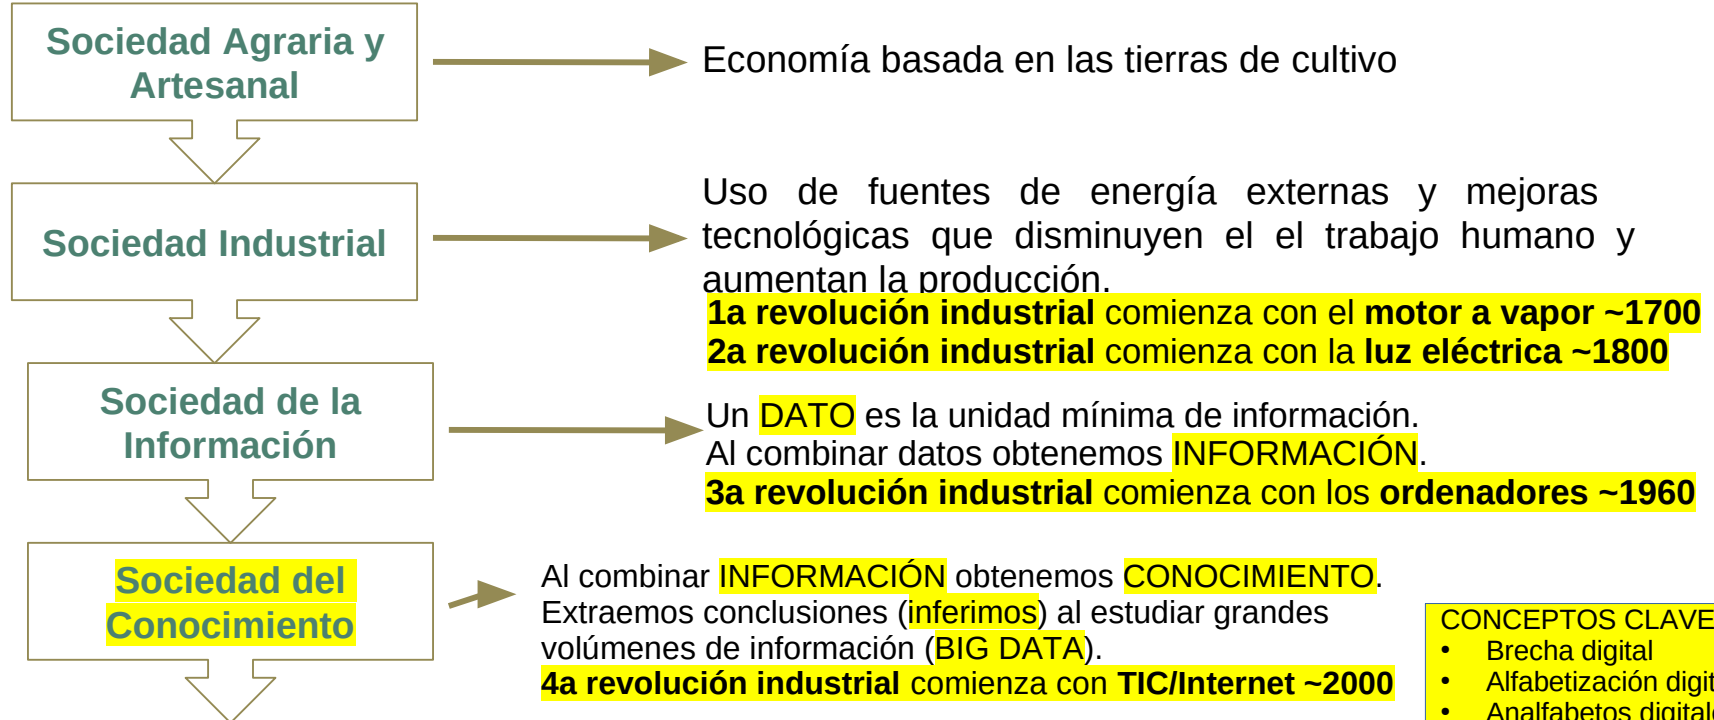 Sociedad Agraria y
Artesanal
Economía basada en las tierras de cultivo
Sociedad Industrial
Uso de fuentes de energía externas y mejoras
tecnológicas que disminuyen el el trabajo humano y
aumentan la producción.
1a revolución industrial comienza con el motor a vapor ~1700
2a revolución industrial comienza con la luz eléctrica ~1800
Sociedad de la
Información
Un DATO es la unidad mínima de información.
Al combinar datos obtenemos INFORMACIÓN.
3a revolución industrial comienza con los ordenadores ~1960
Sociedad del
Conocimiento
Al combinar INFORMACIÓN obtenemos CONOCIMIENTO.
Extraemos conclusiones (inferimos) al estudiar grandes
volúmenes de información (BIG DATA).
4a revolución industrial comienza con TIC/Internet ~2000
CONCEPTOS CLAVE
• Brecha digital
• Alfabetización
• Analfabetos